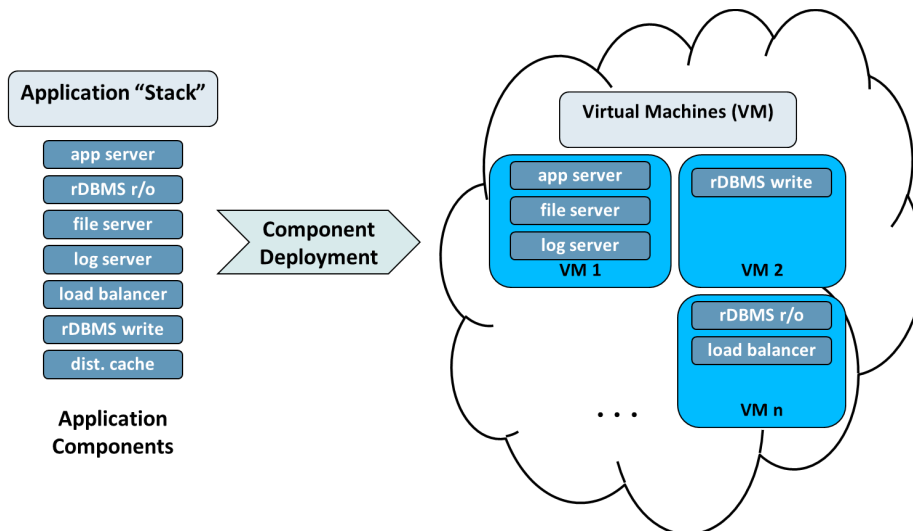 Application “Stack”
app server
rDBMS r/o
file server
log server
load balancer
rDBMS write
dist. cache
Application
Components
Component
Deployment
Virtual Machines (VM)
app server
file server
log server
VM 1
rDBMS write
VM 2
rDBMS r/o
load balancer
VM n
. . .